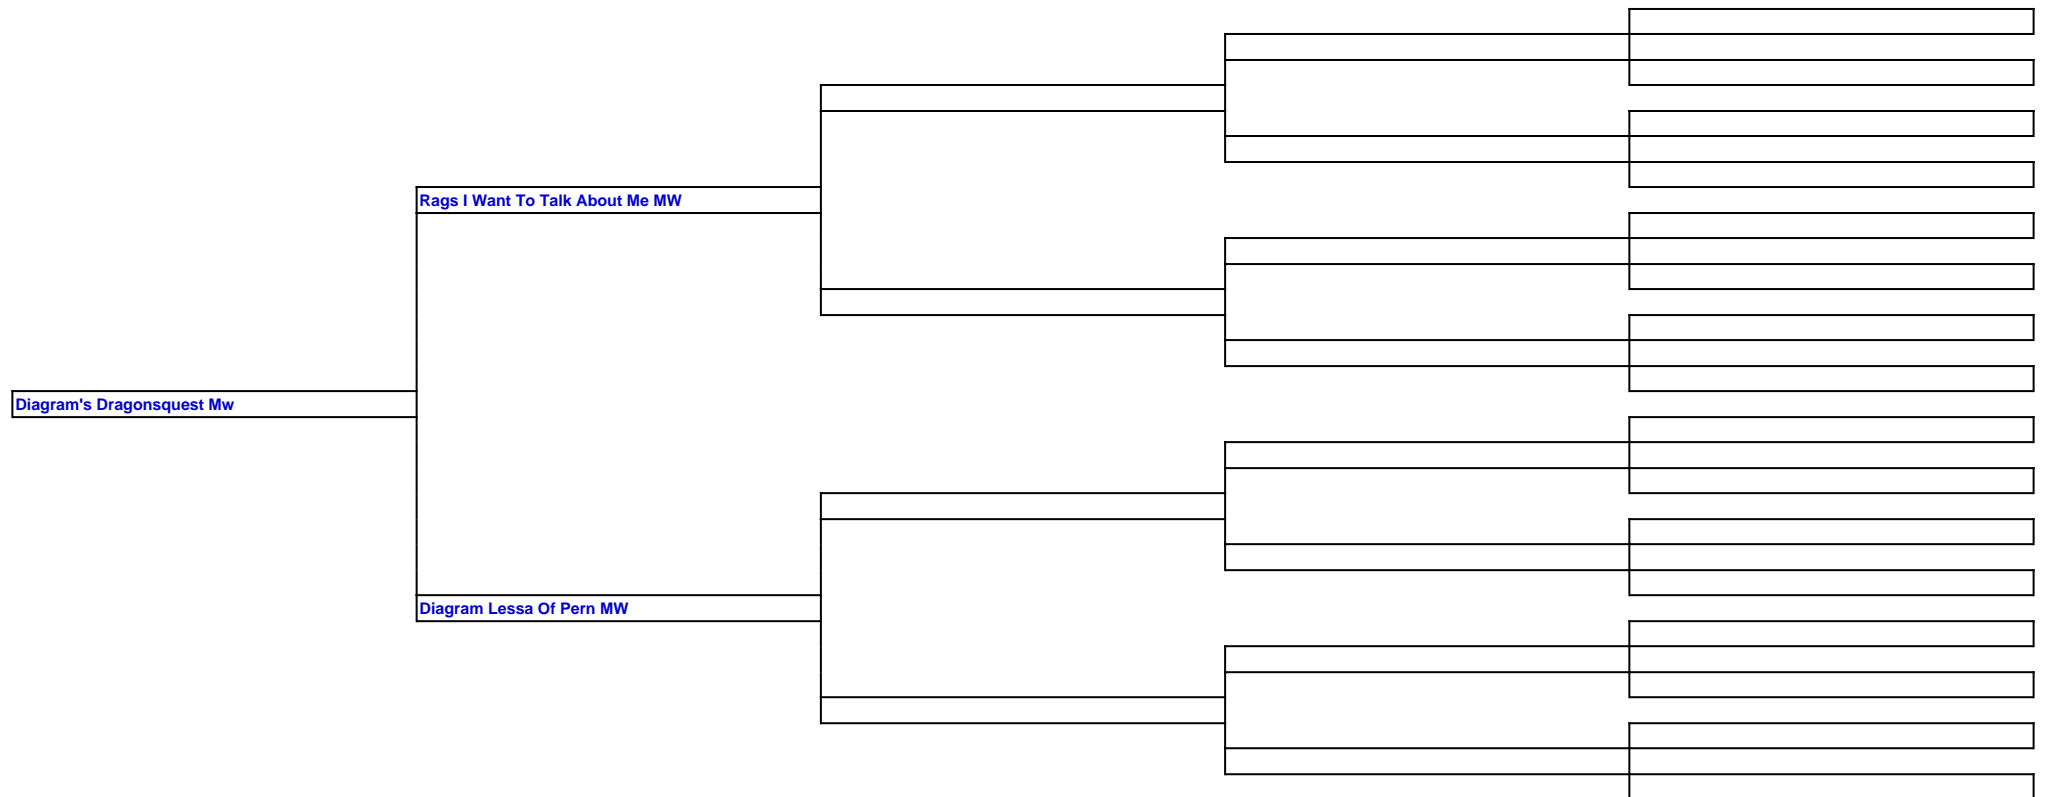 Rags I Want To Talk About Me MW
Diagram's Dragonsquest Mw
Diagram Lessa Of Pern MW